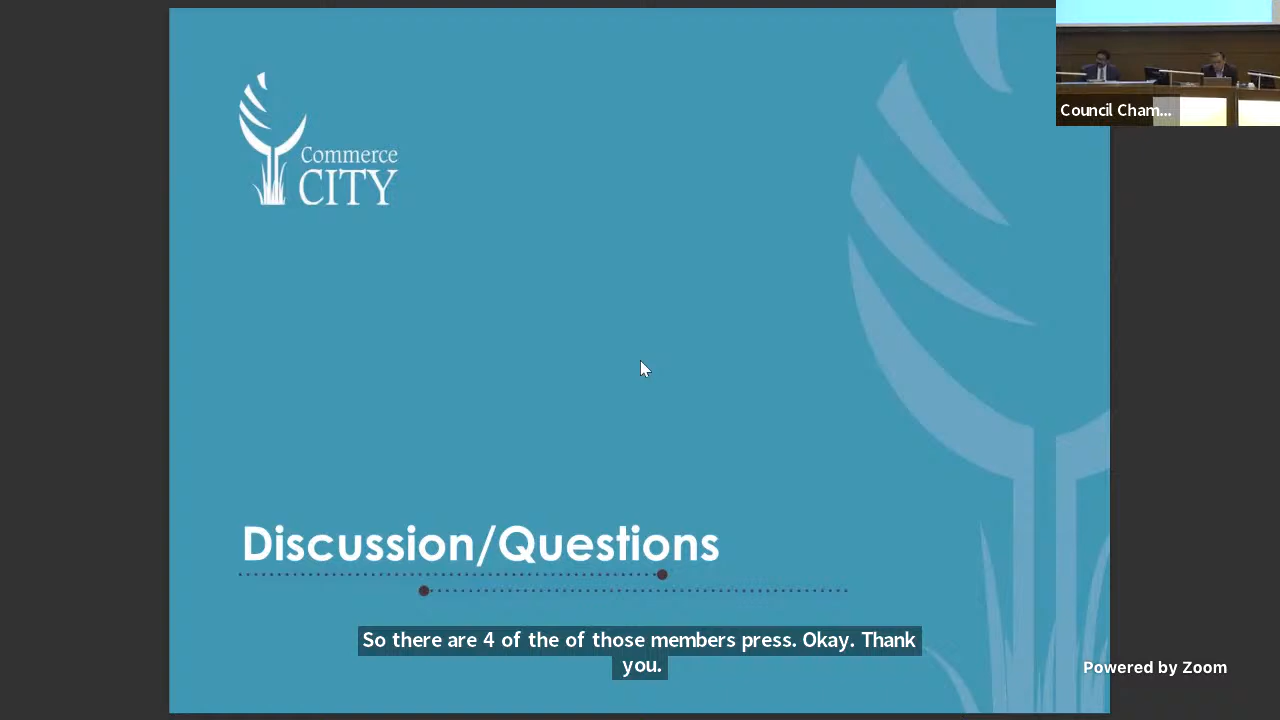 Council Cham...
Commerce
CITY
Discussion/Questions
So there are 4 of the of those members press. Okay. Thank
you.
Powered by Zoom